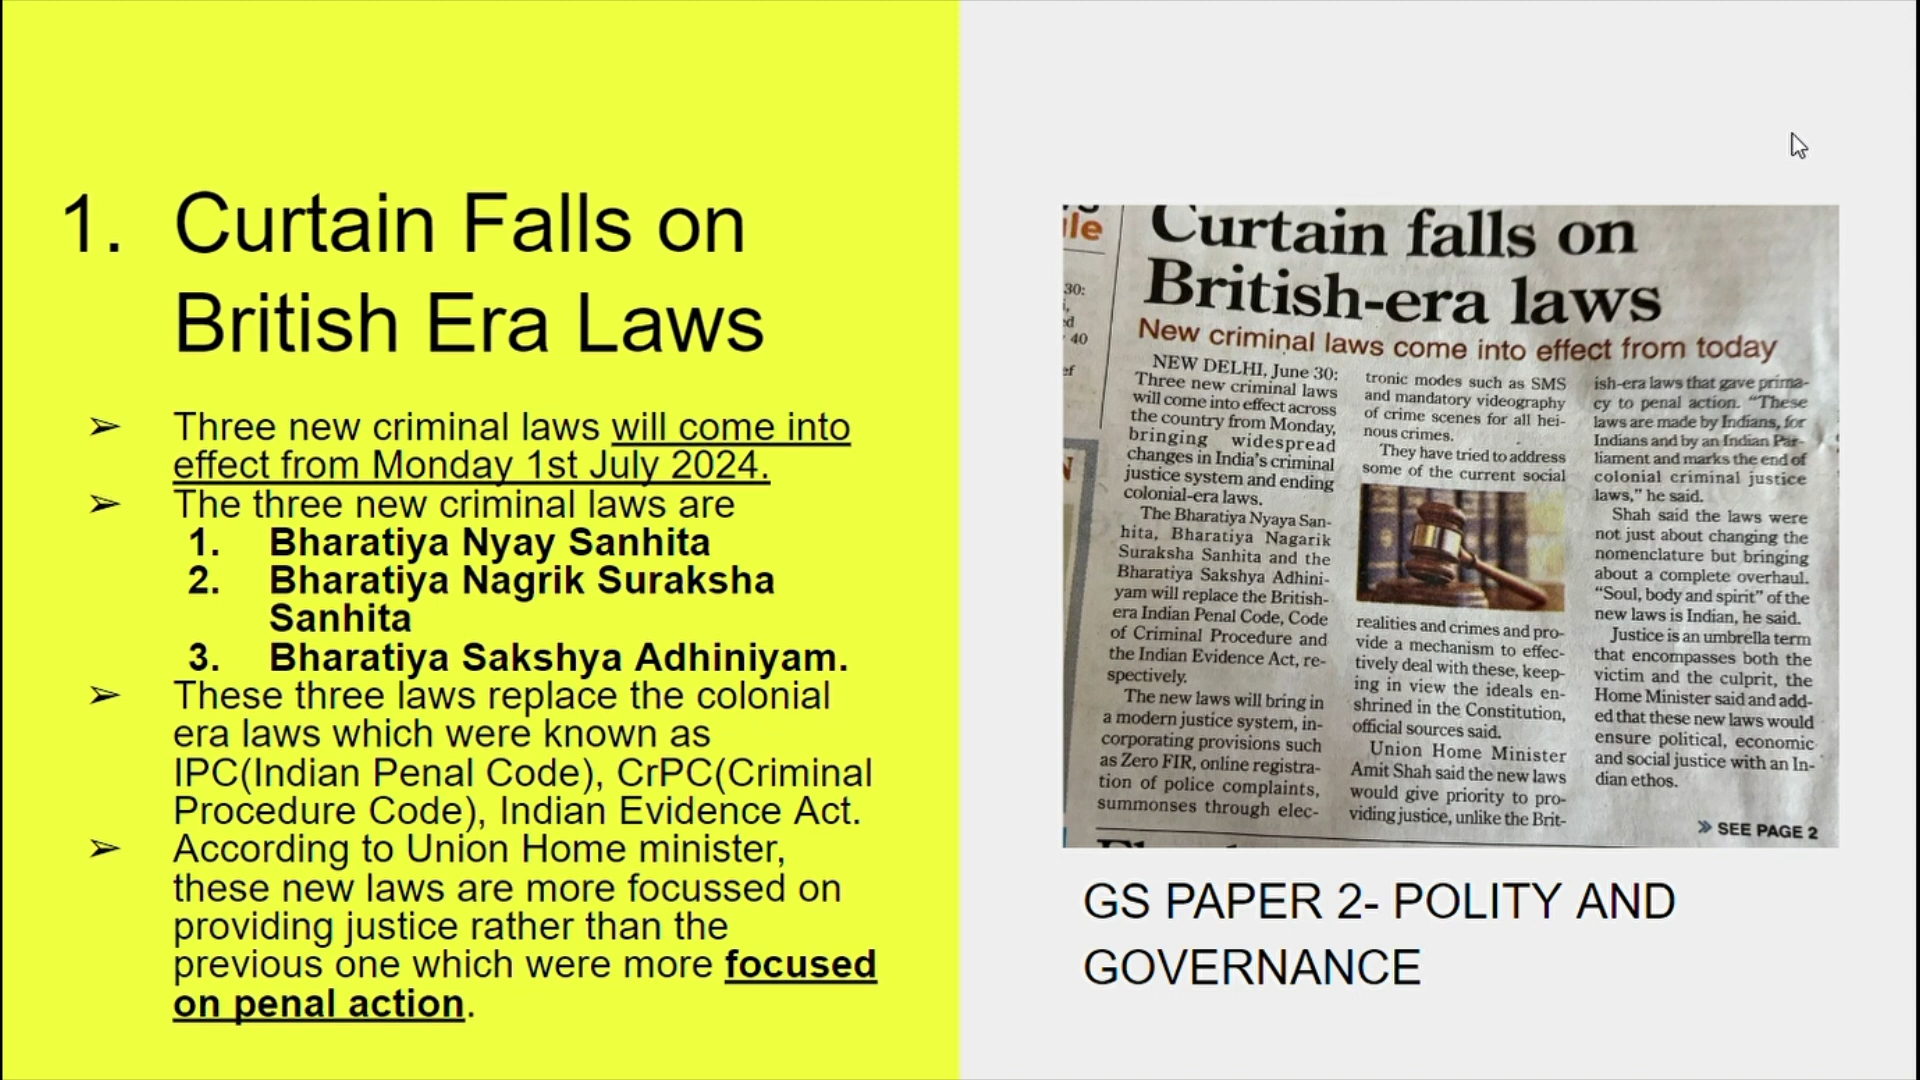 1. Curtain Falls on
British Era Laws
➢ Three new criminal laws will come into
effect from Monday 1st July 2024.
➢ The three new criminal laws are
1. Bharatiya Nyay Sanhita
2. Bharatiya Nagrik Suraksha
Sanhita
3. Bharatiya Sakshya Adhiniyam.
➢ These three laws replace the colonial
era laws which were known as
IPC(Indian Penal Code), CrPC(Criminal
Procedure Code), Indian Evidence Act.
➢ According to Union Home minister,
these new laws are more focussed on
providing justice rather than the
previous one which were more focused
on penal action.
ile
30:
40
Curtain falls on
British-era laws
New criminal laws come into effect from today
NEW DELHI, June 30:
Three new criminal laws
will come into effect across
the country from Monday,
bringing widespread
changes in India's criminal
justice system and ending
colonial-era laws.
The Bharatiya Nyaya San-
hita, Bharatiya Nagarik
Suraksha Sanhita and the
Bharatiya Sakshya Adhini-
yam will replace the British-
era Indian Penal Code, Code
of Criminal Procedure and
the Indian Evidence Act, re-
spectively.
The new laws will bring in
a modern justice system, in-
corporating provisions such
as Zero FIR, online registra-
tion of police complaints,
summonses through elec-
tronic modes such as SMS
and mandatory videography
of crime scenes for all hei-
nous crimes.
They have tried to address
some of the current social
realities and crimes and pro-
vide a mechanism to effec-
tively deal with these, keep-
ing in view the ideals en-
shrined in the Constitution,
official sources said.
Union Home Minister
Amit Shah said the new laws
would give priority to pro-
viding justice, unlike the Brit-
ish-era laws that gave prima-
cy to penal action. "These
laws are made by Indians, for
Indians and by an Indian Par-
liament and marks the end of
colonial criminal justice
laws," he said.
Shah said the laws were
not just about changing the
nomenclature but bringing
about a complete overhaul.
"Soul, body and spirit" of the
new laws is Indian, he said.
Justice is an umbrella term
that encompasses both the
victim and the culprit, the
Home Minister said and add-
ed that these new laws would
ensure political, economic
and social justice with an In-
dian ethos.
» SEE PAGE 2
GS PAPER 2- POLITY AND
GOVERNANCE